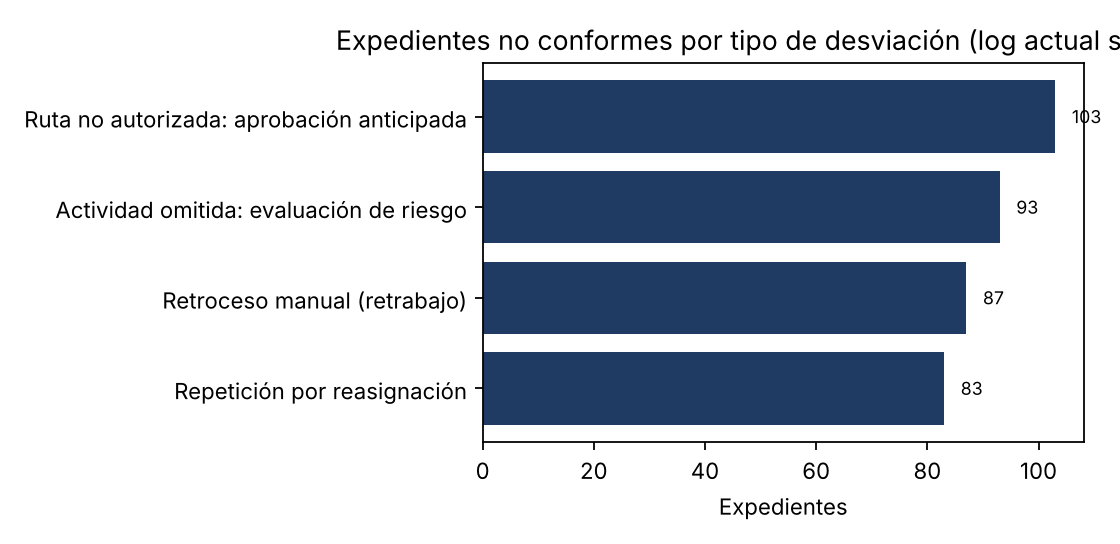 Expedientes no conformes por tipo de desviación (log actual
Ruta no autorizada: aprobación anticipada
103
Actividad omitida: evaluación de riesgo
93
Retroceso manual (retrabajo)
87
Repetición por reasignación
83
0 20 40 60 80 100
Expedientes